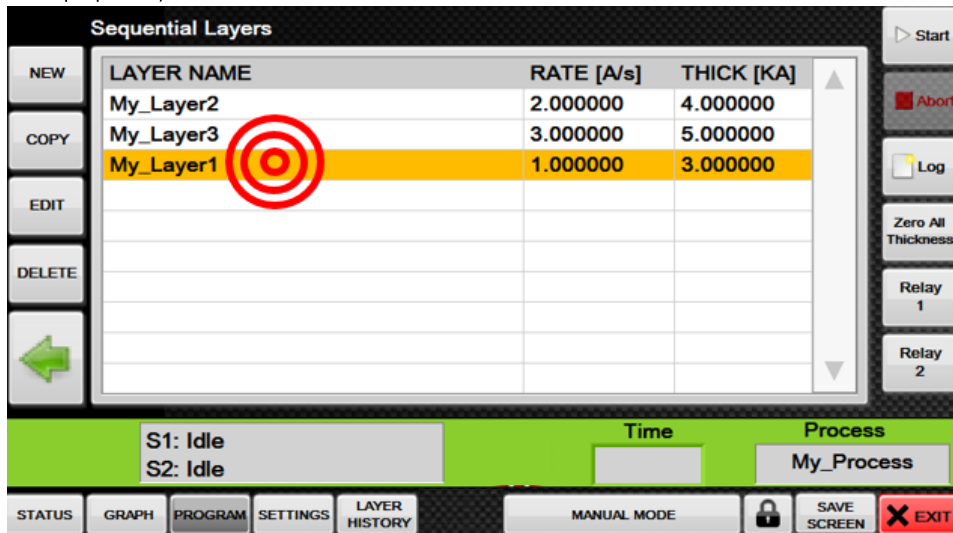 Sequential Layers
Start
NEW
LAYER NAME RATE [A/s] THICK [KA]
My_Layer2 2.000000 4.000000
Abort
COPY
My_Layer3 3.000000 5.000000
My_Layer1 1.000000 3.000000
Log
EDIT
Zero All
Thickness
DELETE
Relay
1
Relay
2
S1: Idle
S2: Idle
Time
Process
My_Process
STATUS
GRAPH
PROGRAM
SETTINGS
LAYER
HISTORY
MANUAL MODE
SAVE
SCREEN
EXIT